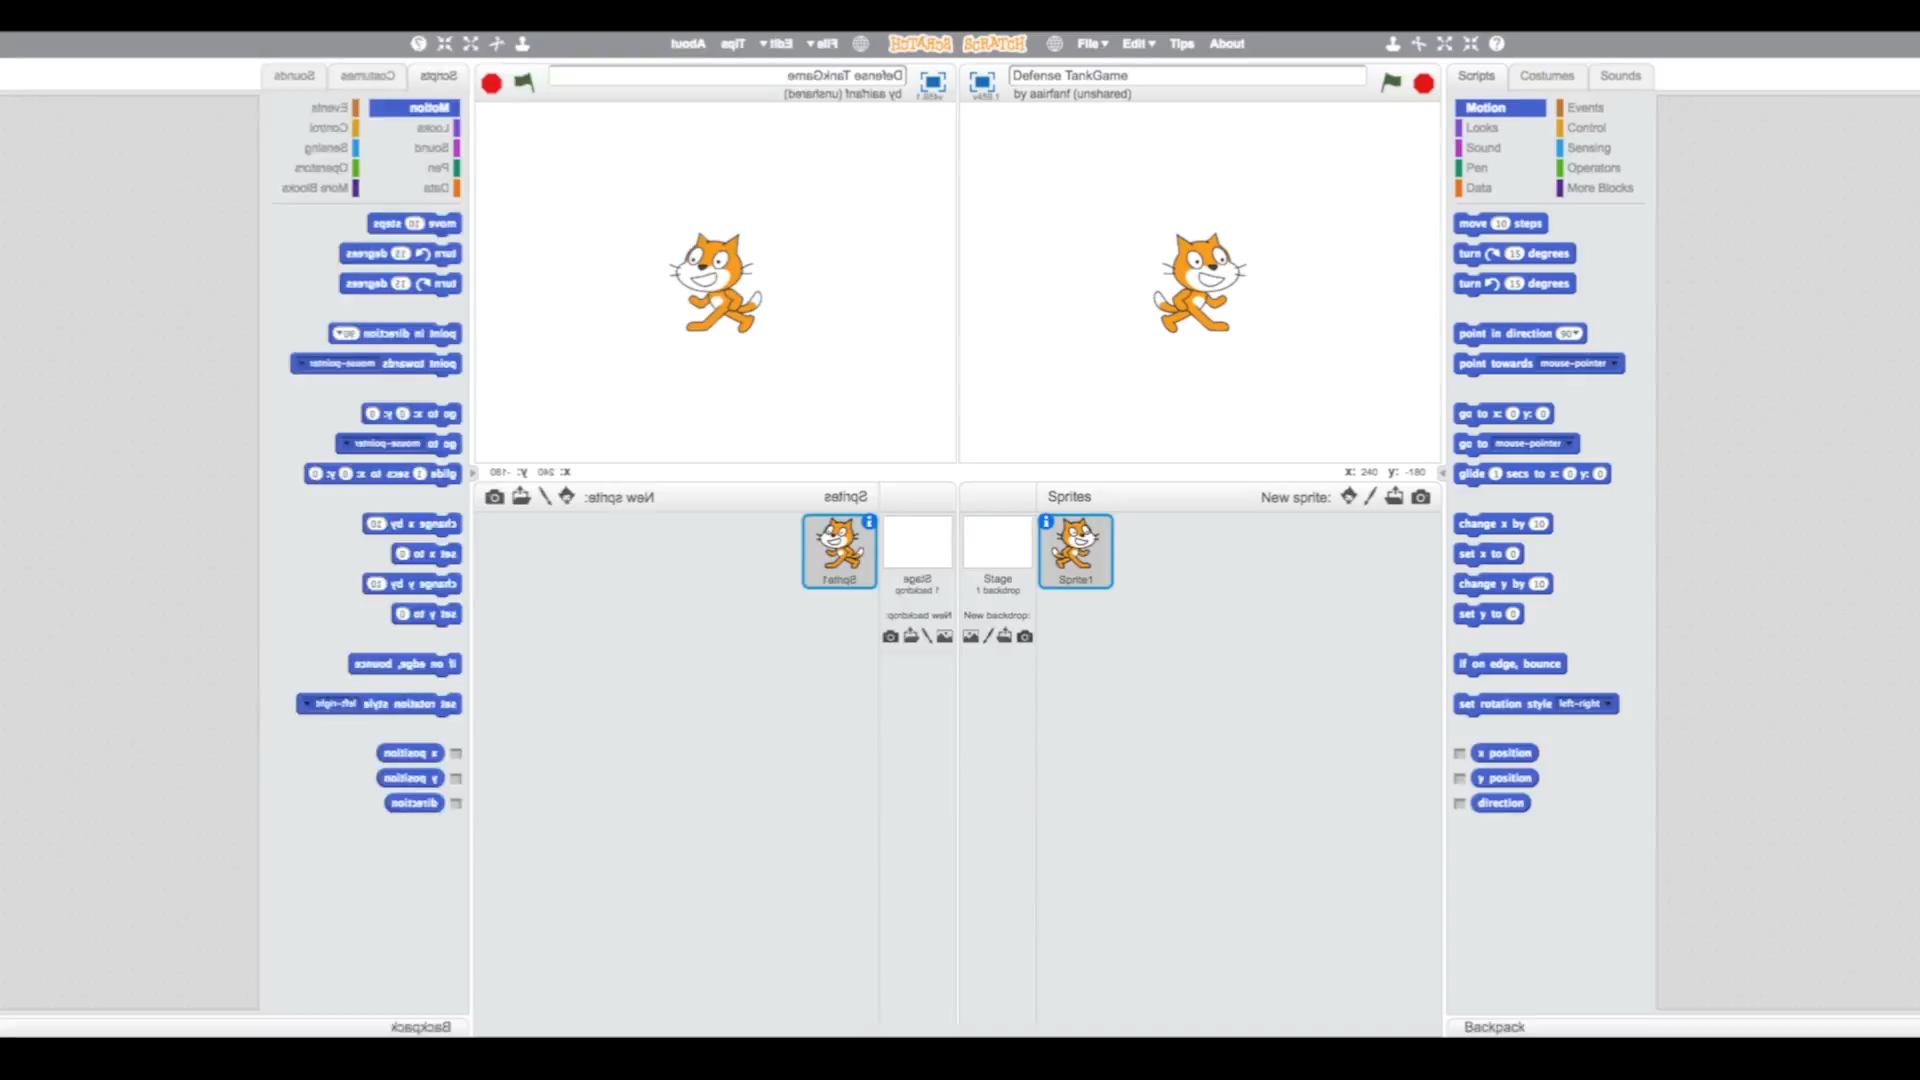 SCRATCH File Edit Tips About
Defense TankGame
by aairfanf (unshared)
v459.1
Scripts Costumes Sounds
Motion Events
Looks Control
Sound Sensing
Pen Operators
Data More Blocks
move 10 steps
turn 15 degrees
turn 15 degrees
point in direction 90
point towards mouse-pointer
go to x: 0 y: 0
go to mouse-pointer
glide 1 secs to x: 0 y: 0
change x by 10
set x to 0
change y by 10
set y to 0
if on edge, bounce
set rotation style left-right
x position
y position
direction
X: 240 y: -180
Sprites New sprite:
Sprite1
Stage
1 backdrop
New backdrop:
Backpack